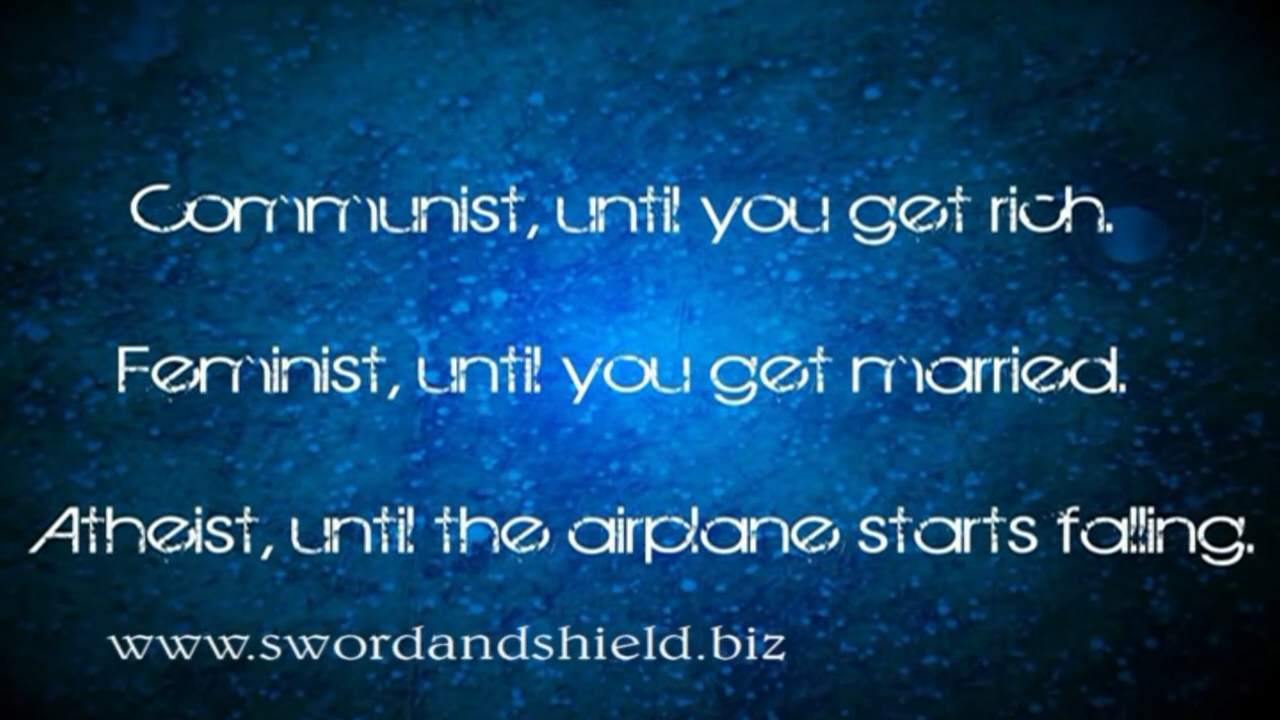 Communist, until you get rich.
Feminist, until you get married.
Atheist, until the airplane starts falling.
www.swordandshield.biz